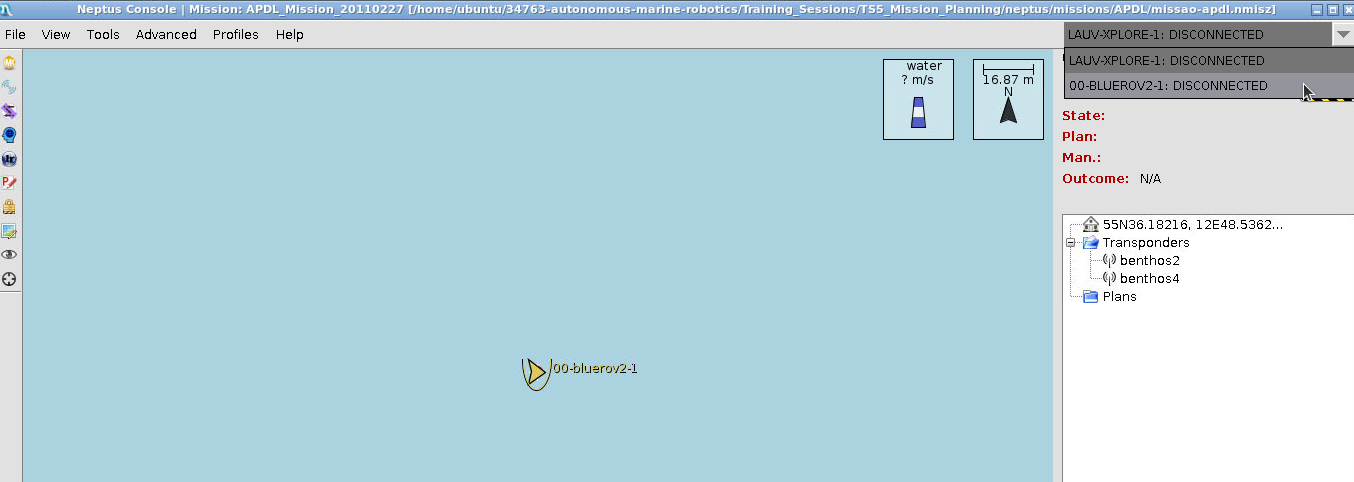 Neptus Console | Mission: APDL_Mission_20110227 [/home/ubuntu/34763-autonomous-marine-robotics/Training_Sessions/TS5_Mission_Planning/neptus/missions/APDL/missao-apdl.nmisz]
File View Tools Advanced Profiles Help
LAUV-XPLORE-1: DISCONNECTED
LAUV-XPLORE-1: DISCONNECTED
00-BLUEROV2-1: DISCONNECTED
water
? m/s
16.87 m
N
State:
Plan:
Man.:
Outcome: N/A
55N36.18216, 12E48.5362...
Transponders
benthos2
benthos4
Plans
00-bluerov2-1